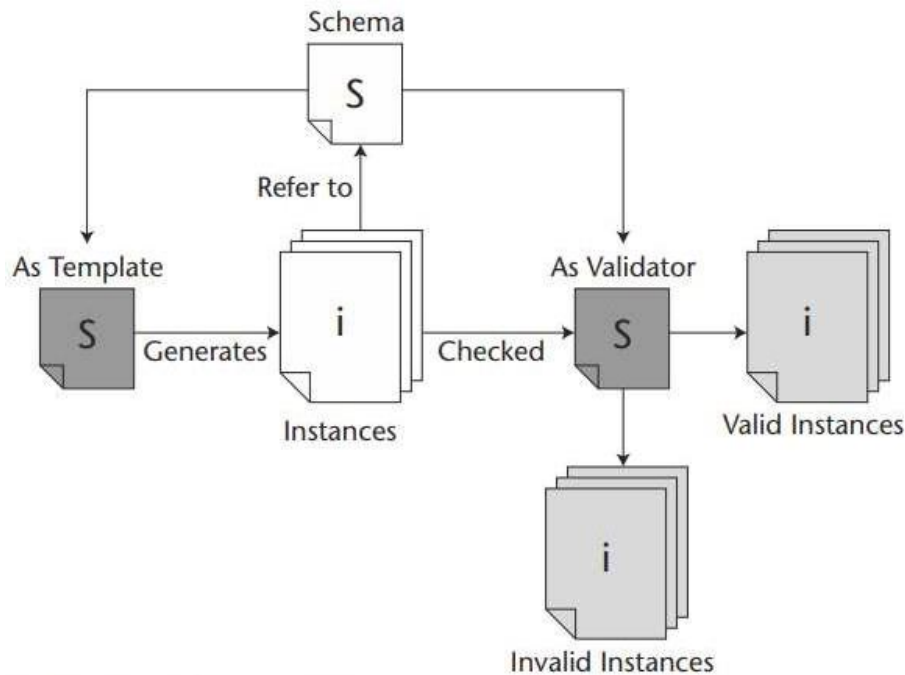 Schema
S
Refer to
As Template
As Validator
S
Generates
i
Checked
S
i
Instances
Valid Instances
i
Invalid Instances